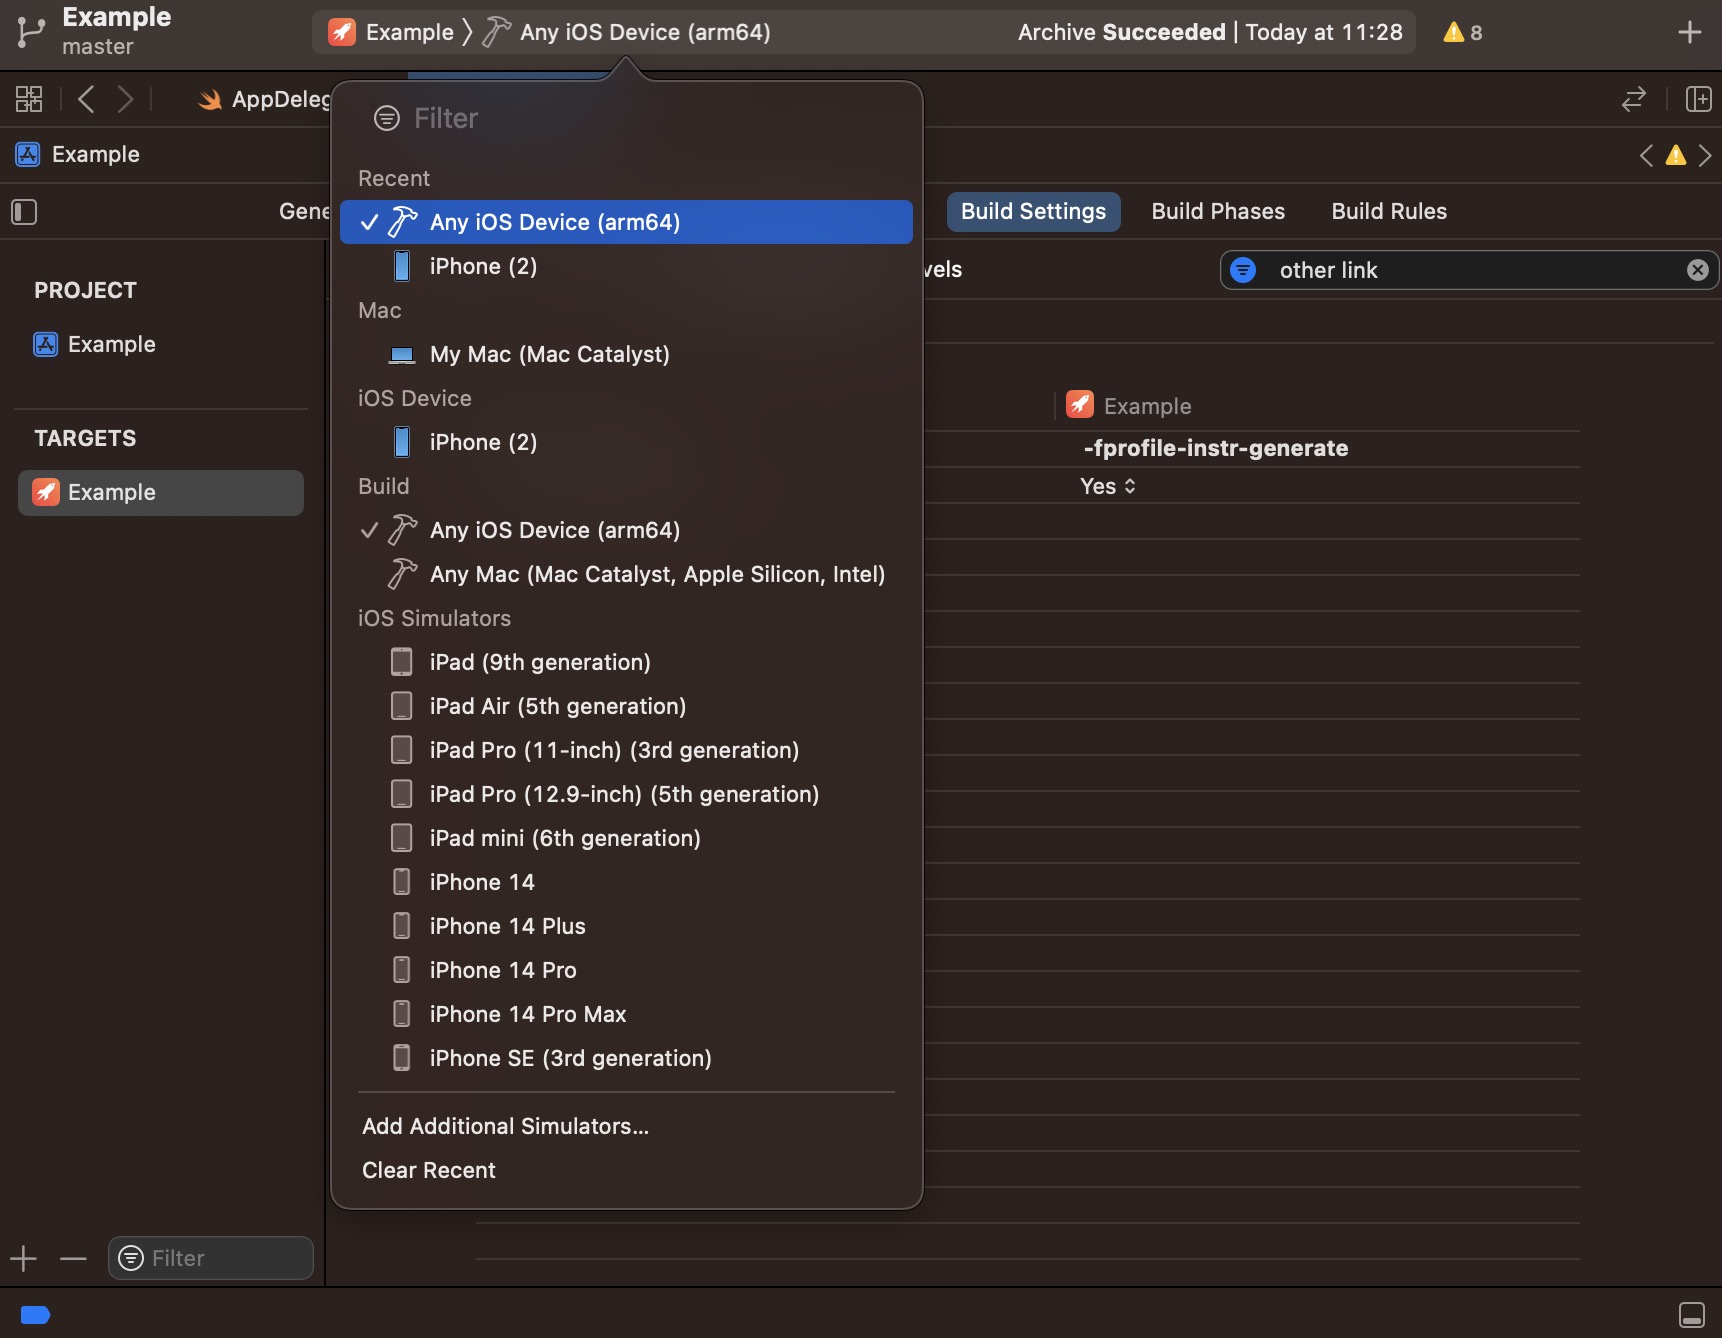 Example
master
Example
Any iOS Device (arm64)
Archive Succeeded | Today at 11:28
8
AppDeleg
Filter
Example
Recent
Gene
Any iOS Device (arm64)
Build Settings
Build Phases
Build Rules
iPhone (2)
vels
other link
PROJECT
Mac
Example
My Mac (Mac Catalyst)
iOS Device
Example
TARGETS
iPhone (2)
-fprofile-instr-generate
Example
Build
Yes
Any iOS Device (arm64)
Any Mac (Mac Catalyst, Apple Silicon, Intel)
iOS Simulators
iPad (9th generation)
iPad Air (5th generation)
iPad Pro (11-inch) (3rd generation)
iPad Pro (12.9-inch) (5th generation)
iPad mini (6th generation)
iPhone 14
iPhone 14 Plus
iPhone 14 Pro
iPhone 14 Pro Max
iPhone SE (3rd generation)
Add Additional Simulators...
Clear Recent
Filter